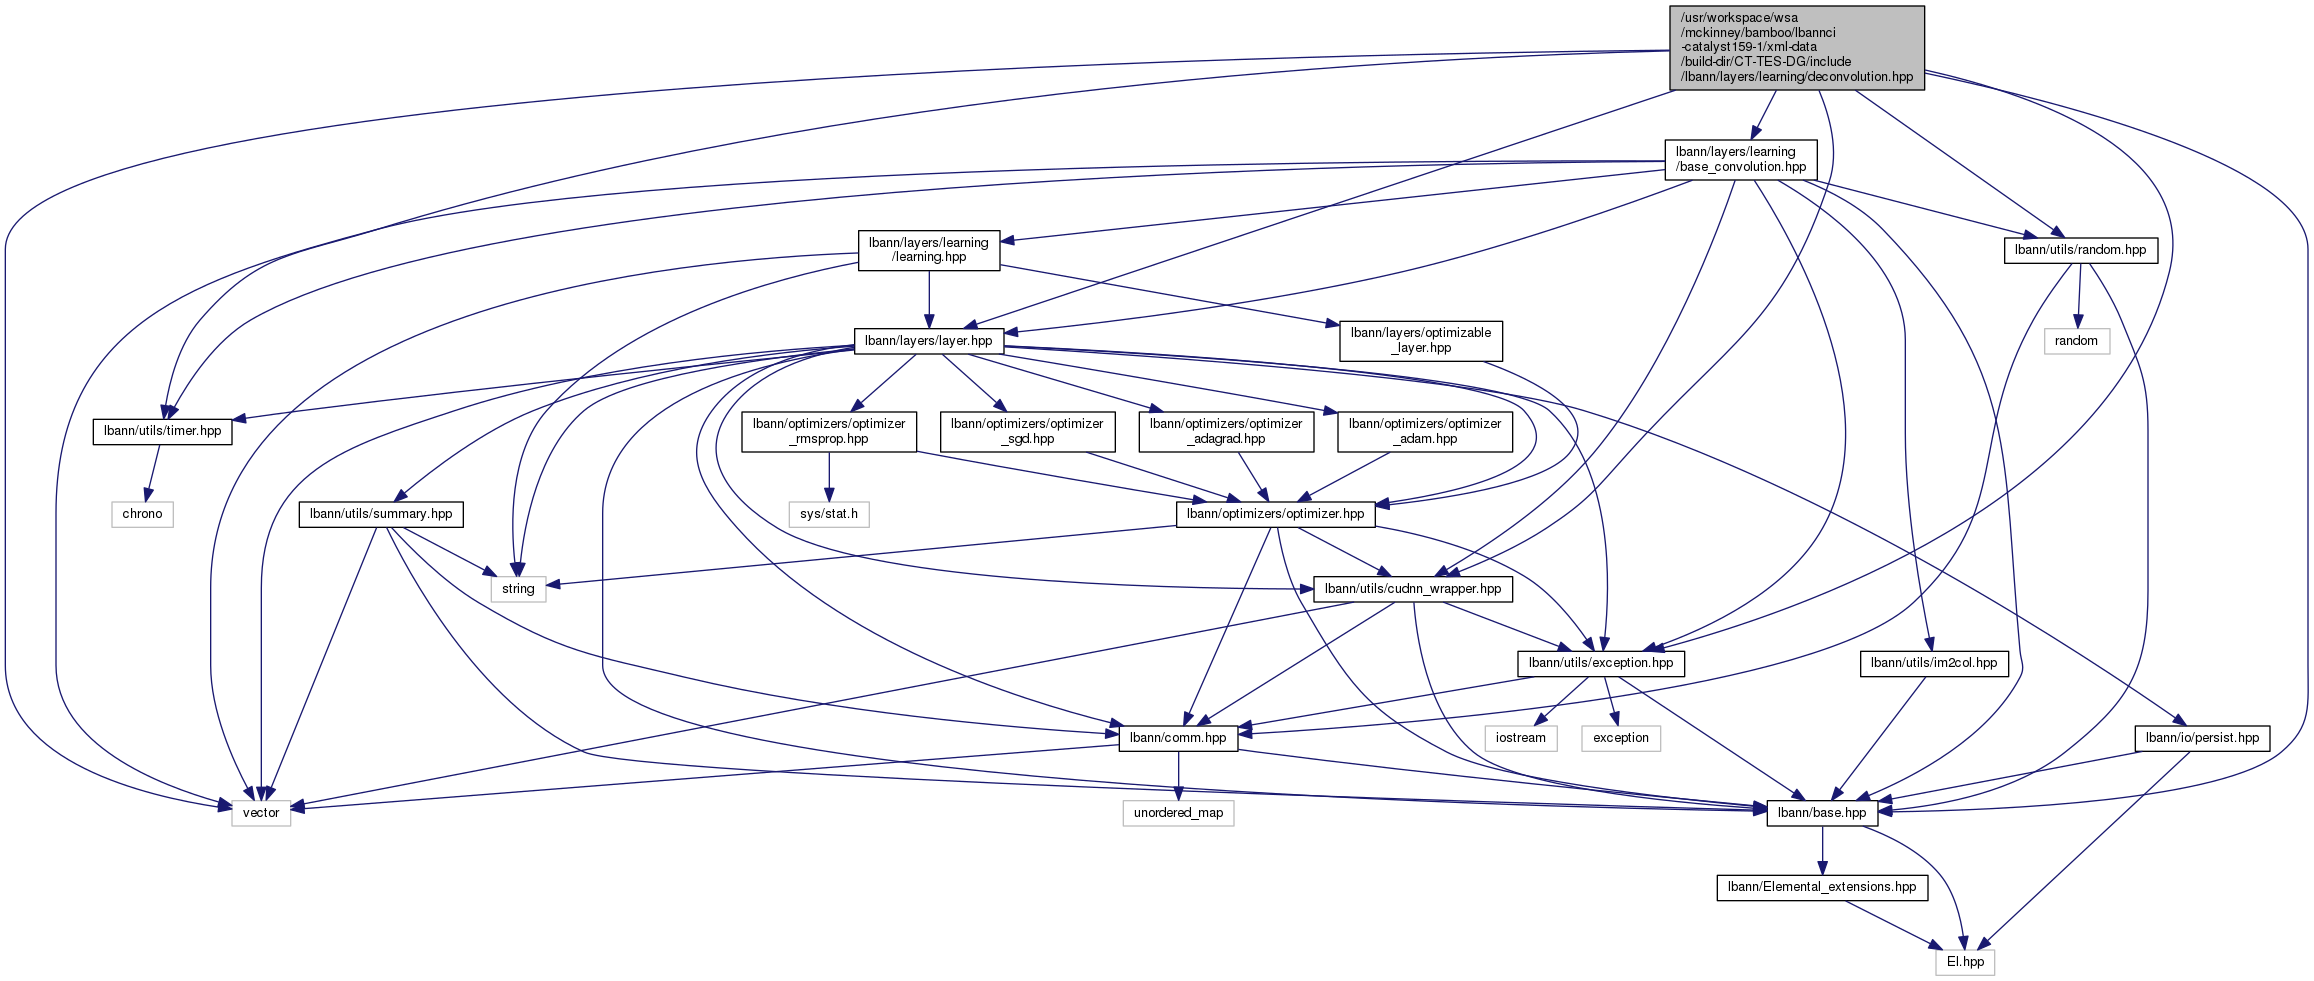 /usr/workspace/wsa
/mckinney/bamboo/lbannci
-catalyst159-1/xml-data
/build-dir/CT-TES-DG/include
/lbann/layers/learning/deconvolution.hpp
lbann/layers/learning
/base_convolution.hpp
lbann/layers/learning
/learning.hpp
lbann/utils/random.hpp
lbann/layers/layer.hpp
lbann/layers/optimizable
_layer.hpp
random
lbann/utils/timer.hpp
lbann/optimizers/optimizer
_rmsprop.hpp
lbann/optimizers/optimizer
_sgd.hpp
lbann/optimizers/optimizer
_adagrad.hpp
lbann/optimizers/optimizer
_adam.hpp
chrono
lbann/utils/summary.hpp
sys/stat.h
lbann/optimizers/optimizer.hpp
string
lbann/utils/cudnn_wrapper.hpp
lbann/utils/exception.hpp
lbann/utils/im2col.hpp
lbann/comm.hpp
iostream
exception
lbann/io/persist.hpp
vector
unordered_map
lbann/base.hpp
lbann/Elemental_extensions.hpp
El.hpp